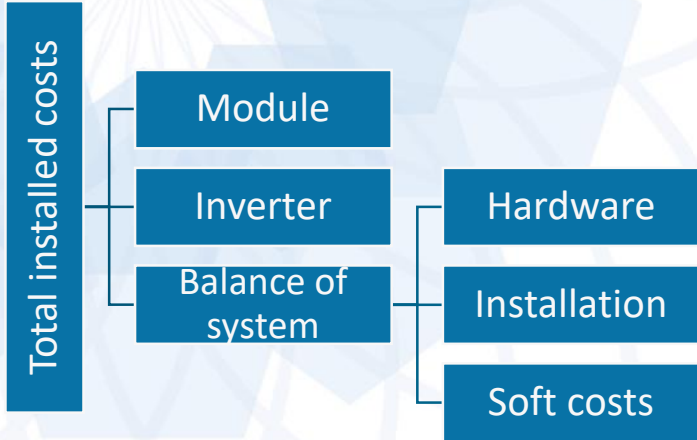 Total installed costs
Module
Inverter
Balance of
system
Hardware
Installation
Soft costs